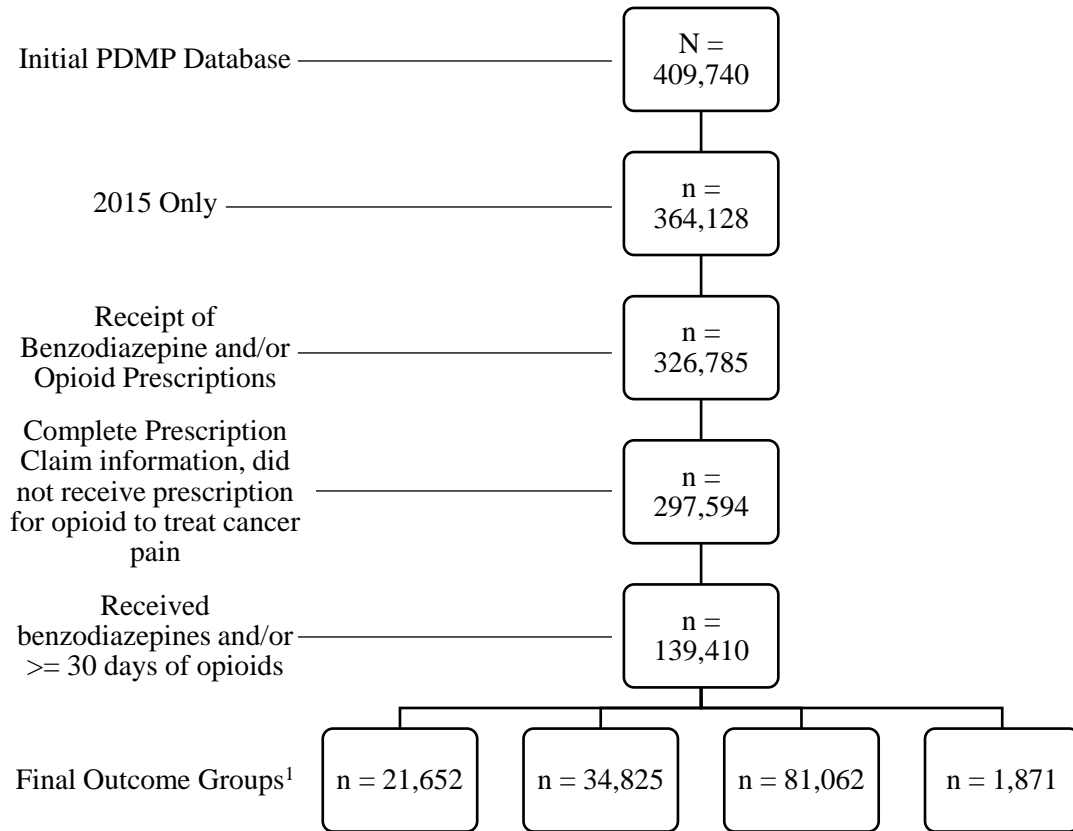 Initial PDMP Database
N =
409,740
2015 Only
n =
364,128
Receipt of
Benzodiazepine and/or
Opioid Prescriptions
n =
326,785
Complete Prescription
Claim information, did
not receive prescription
for opioid to treat cancer
pain
n =
297,594
Received
benzodiazepines and/or
>= 30 days of opioids
n =
139,410
Final Outcome Groups¹
n = 21,652
n = 34,825
n = 81,062
n = 1,871